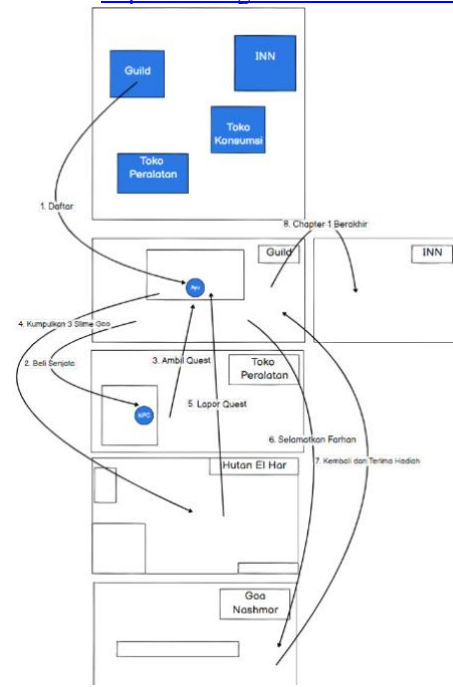 Guild
INN
Toko
Konsumsi
Toko
Peralatan
1. Daftar
8. Chapter 1 Berakhir
Guild
INN
Ayu
4. Kumpulkan 3 Slime Goo
2. Beli Senjata
3. Ambil Quest
Toko
Peralatan
NPC
5. Lapor Quest
6. Selamatkan Farhan
7. Kembali dan Terima Hadiah
Hutan El Har
Goa
Nashmor